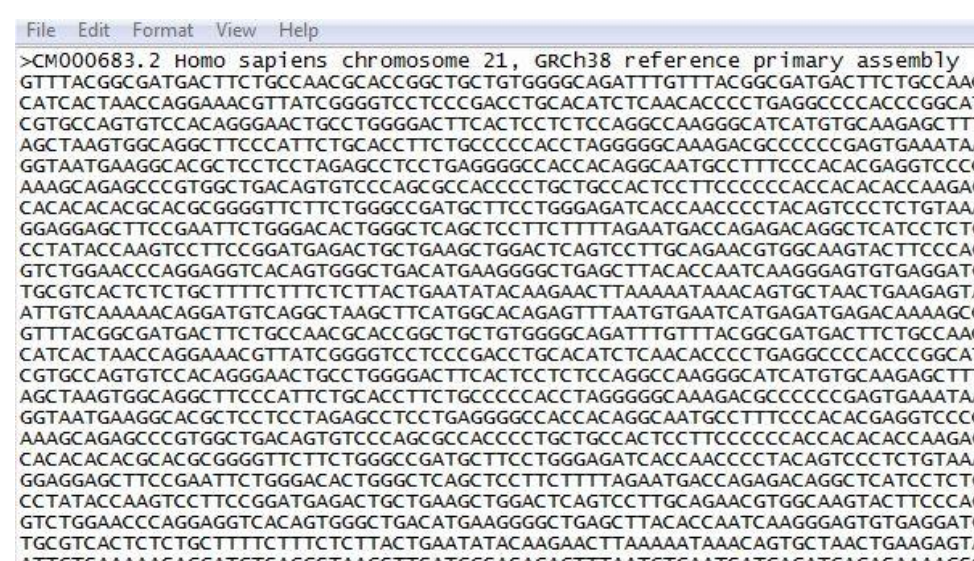 File Edit Format View Help
>CM000683.2 Homo sapiens chromosome 21, GRCh38 reference primary assembly
GTTTACGGCGATGACTTCTGCCAACGCACCGGCTGCTGTGGGGCAGATTTGTTTACGGCGATGACTTCTGCCAA
CATCACTAACCAGGAAACGTTATCGGGGTCCTCCCGACCTGCACATCTCAACACCCCTGAGGCCCCACCCGGCA
CGTGCCAGTGTCCACAGGGAACTGCCTGGGGACTTCACTCCTCTCCAGGCCAAGGGCATCATGTGCAAGAGCTT
AGCTAAGTGGCAGGCTTCCCATTCTGCACCTTCTGCCCCCACCTAGGGGGCAAAGACGCCCCCCGAGTGAAATA
GGTAATGAAGGCACGCTCCTCCTAGAGCCTCCTGAGGGGCCACCACAGGCAATGCCTTTCCCACACGAGGTCCC
AAAGCAGAGCCCGTGGCTGACAGTGTCCCAGCGCCACCCCTGCTGCCACTCCTTCCCCCCACCACACACCAAGA
CACACACACGCACGCGGGGTTCTTCTGGGCCGATGCTTCCTGGGAGATCACCAACCCCTACAGTCCCTCTGTAA
GGAGGAGCTTCCGAATTCTGGGACACTGGGCTCAGCTCCTTCTTTTAGAATGACCAGAGACAGGCTCATCCTCT
CCTATACCAAGTCCTTCCGGATGAGACTGCTGAAGCTGGACTCAGTCCTTGCAGAACGTGGCAAGTACTTCCCA
GTCTGGAACCCAGGAGGTCACAGTGGGCTGACATGAAGGGGCTGAGCTTACACCAATCAAGGGAGTGTGAGGAT
TGCGTCACTCTCTGCTTTTCTTTCTCTTACTGAATATACAAGAACTTAAAAATAAACAGTGCTAACTGAAGAGT
ATTGTCAAAAACAGGATGTCAGGCTAAGCTTCATGGCACAGAGTTTAATGTGAATCATGAGATGAGACAAAAGC
GTTTACGGCGATGACTTCTGCCAACGCACCGGCTGCTGTGGGGCAGATTTGTTTACGGCGATGACTTCTGCCAA
CATCACTAACCAGGAAACGTTATCGGGGTCCTCCCGACCTGCACATCTCAACACCCCTGAGGCCCCACCCGGCA
CGTGCCAGTGTCCACAGGGAACTGCCTGGGGACTTCACTCCTCTCCAGGCCAAGGGCATCATGTGCAAGAGCTT
AGCTAAGTGGCAGGCTTCCCATTCTGCACCTTCTGCCCCCACCTAGGGGGCAAAGACGCCCCCCGAGTGAAATA
GGTAATGAAGGCACGCTCCTCCTAGAGCCTCCTGAGGGGCCACCACAGGCAATGCCTTTCCCACACGAGGTCCC
AAAGCAGAGCCCGTGGCTGACAGTGTCCCAGCGCCACCCCTGCTGCCACTCCTTCCCCCCACCACACACCAAGA
CACACACACGCACGCGGGGTTCTTCTGGGCCGATGCTTCCTGGGAGATCACCAACCCCTACAGTCCCTCTGTAA
GGAGGAGCTTCCGAATTCTGGGACACTGGGCTCAGCTCCTTCTTTTAGAATGACCAGAGACAGGCTCATCCTCT
CCTATACCAAGTCCTTCCGGATGAGACTGCTGAAGCTGGACTCAGTCCTTGCAGAACGTGGCAAGTACTTCCCA
GTCTGGAACCCAGGAGGTCACAGTGGGCTGACATGAAGGGGCTGAGCTTACACCAATCAAGGGAGTGTGAGGAT
TGCGTCACTCTCTGCTTTTCTTTCTCTTACTGAATATACAAGAACTTAAAAATAAACAGTGCTAACTGAAGAGT